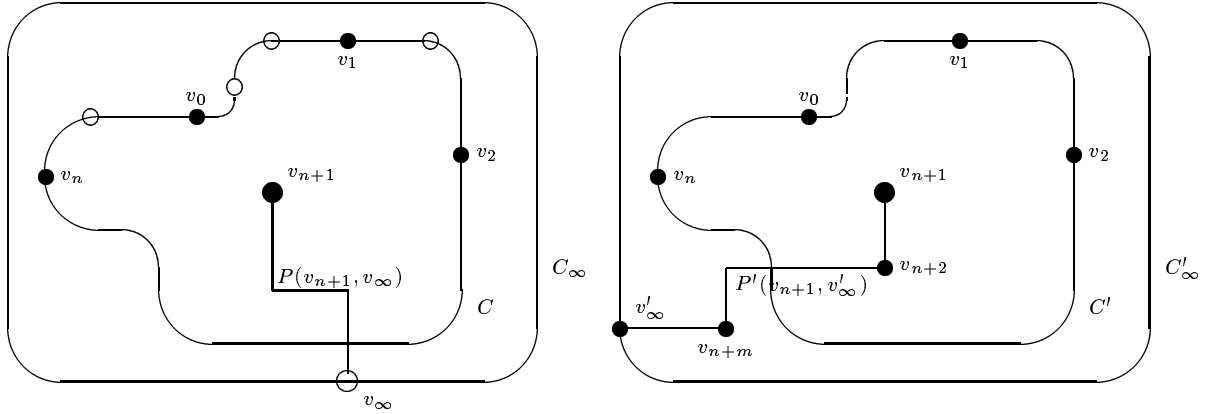 v₁
v₀
v₂
vₙ
vₙ₊₁
P(vₙ₊₁, v∞)
C∞
C
v∞
v₁
v₀
v₂
vₙ
vₙ₊₁
vₙ₊₂
P′(vₙ₊₁, v′∞)
C′∞
v′∞
C′
vₙ₊ₘ